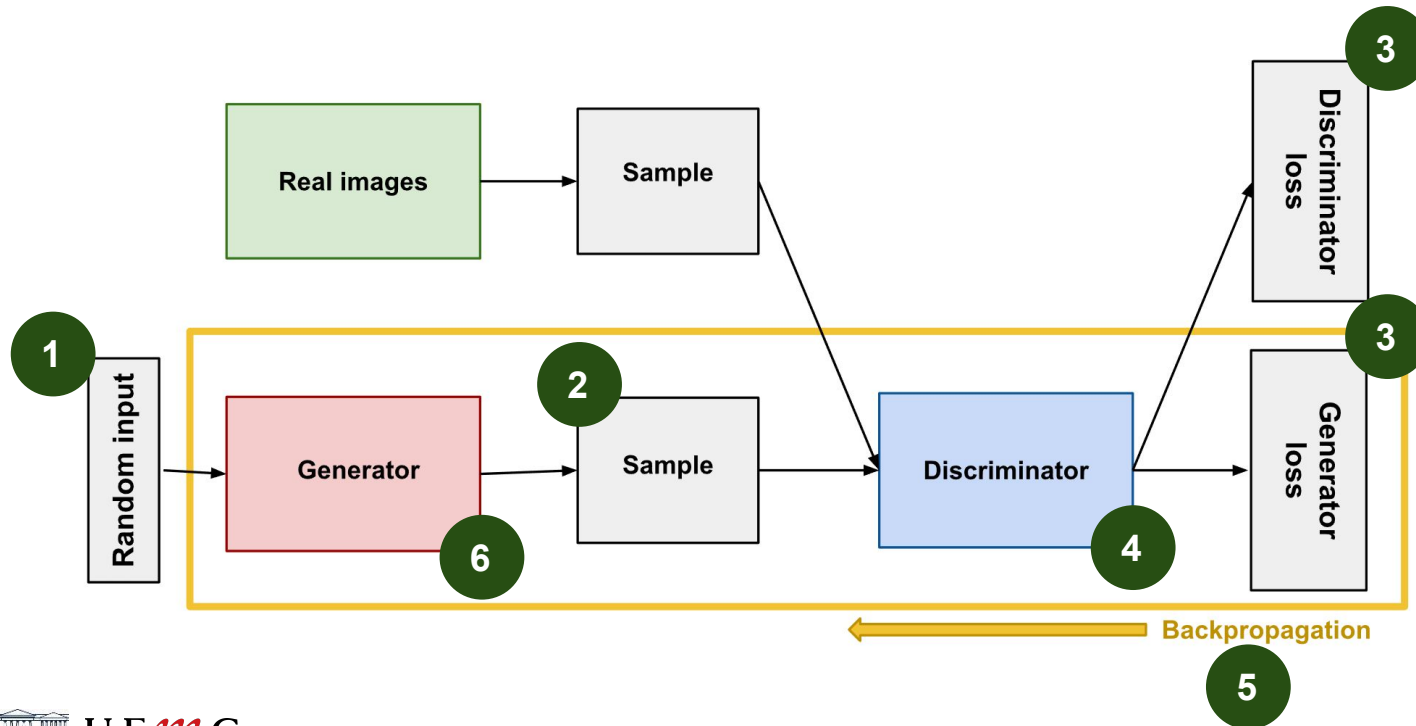 3
Discriminator
loss
Real images
Sample
1
Random input
3
Generator
loss
2
Generator
Sample
Discriminator
6
4
Backpropagation
5
UFmG